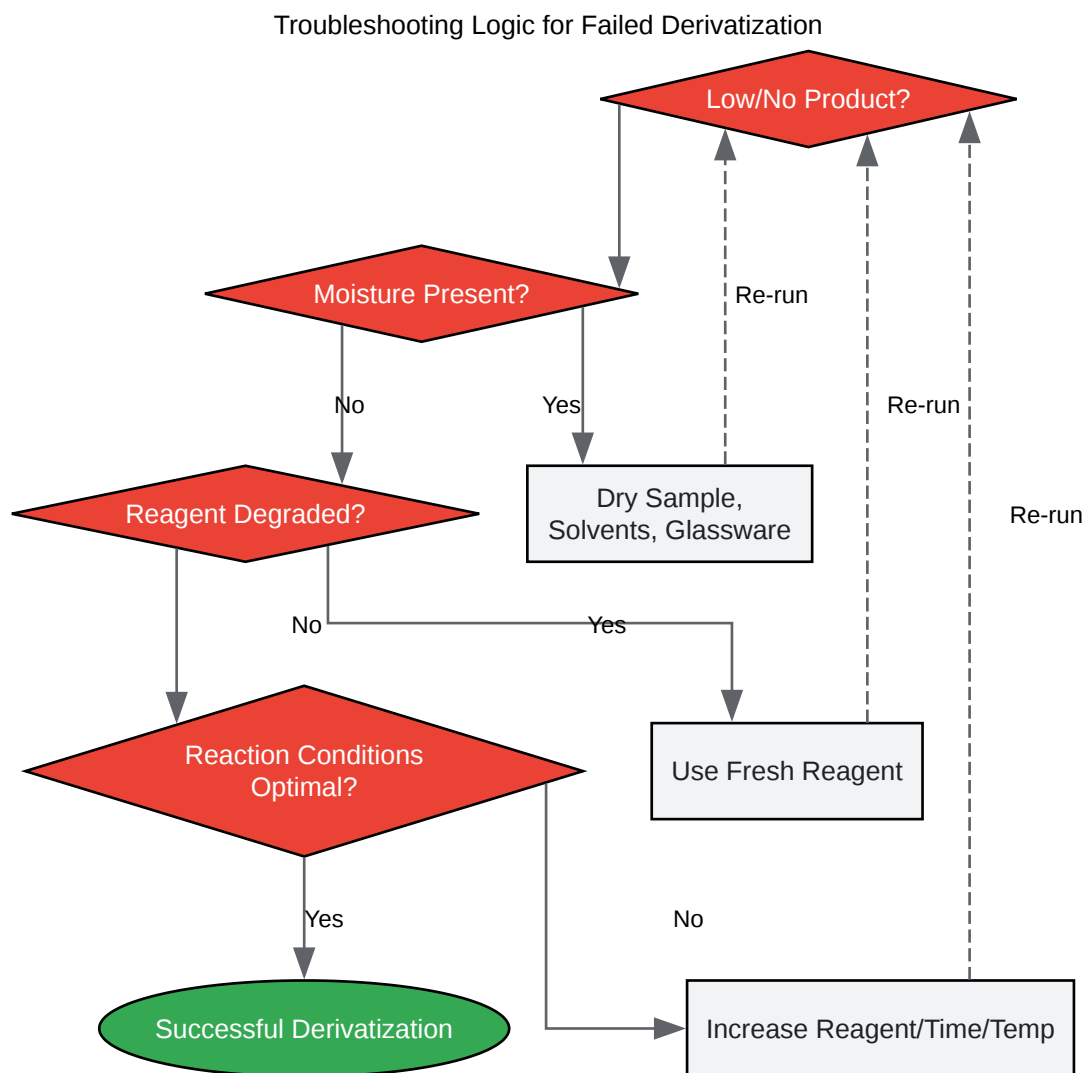 Troubleshooting Logic for Failed Derivatization
Low/No Product?
Moisture Present?
Re-run
No
Yes
Re-run
Reagent Degraded?
Dry Sample,
Solvents, Glassware
Re-run
No
Yes
Reaction Conditions
Optimal?
Use Fresh Reagent
Yes
No
Successful Derivatization
Increase Reagent/Time/Temp